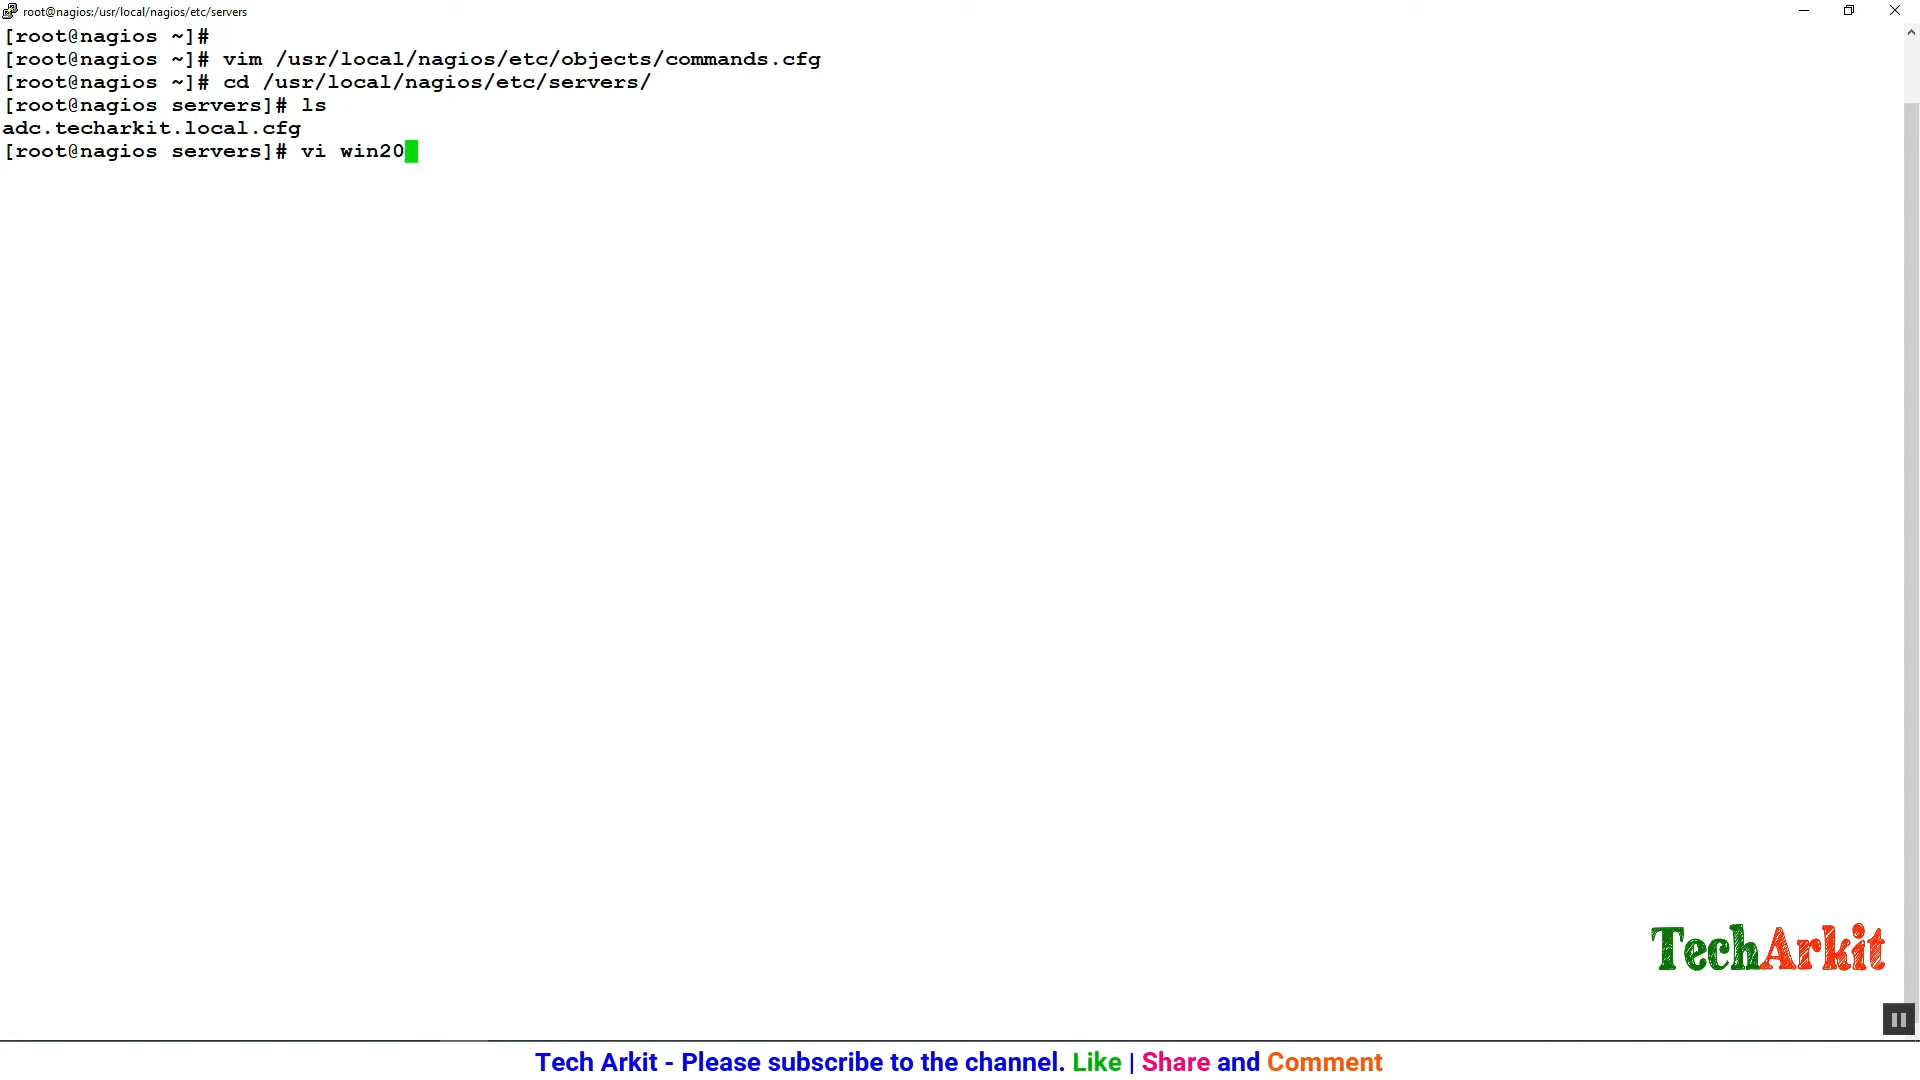 root@nagios:/usr/local/nagios/etc/servers
[root@nagios ~]#
[root@nagios ~]# vim /usr/local/nagios/etc/objects/commands.cfg
[root@nagios ~]# cd /usr/local/nagios/etc/servers/
[root@nagios servers]# ls
adc.techarkit.local.cfg
[root@nagios servers]# vi win20
TechArkit
Tech Arkit - Please subscribe to the channel. Like | Share and Comment